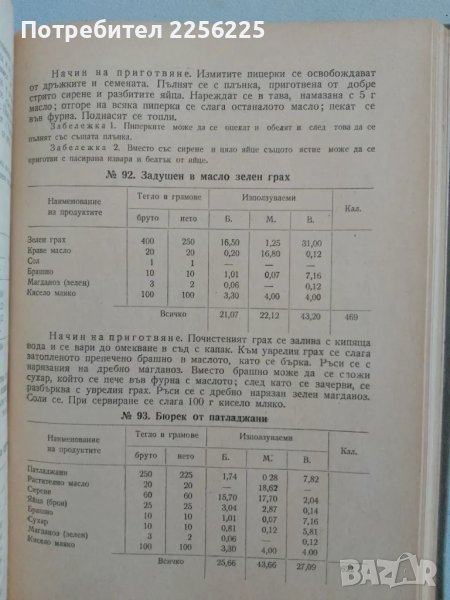 Потребител 2256225
Начин на приготвяне. Измитите пиперки се освобождават
от дръжките и семената. Пълнят се с плънка, приготвена от добре
стрито сирене и разбитите яйца. Нареждат се в тава, намазана с 5 г
масло; отгоре на всяка пиперка се слага останалото масло; пекат се
във фурна. Поднасят се топли.
Забележка 1. Пиперките може да се опекат и обелят и след това да се
пълнят със същата плънка.
Забележка 2. Вместо със сирене и цяло яйце същото ястие може да се
приготви с пасирана извара и белтък от яйце.
№ 92. Задушен в масло зелен грах
Наименование на продуктите Тегло в грамове Използуваеми Кал.
бруто нето Б. М. В.
Зелен грах 400 250 16,50 1,25 31,00
Краве масло 20 20 0,20 16,80 0,12
Сол 1 1 — — —
Брашно 10 10 1,01 0,07 7,16
Магданоз (зелен) 3 2 0,06 — 0,12
Кисело мляко 100 100 3,30 4,00 4,00
Всичко 21,07 22,12 43,20 469
Начин на приготвяне. Почистеният грах се залива с кипяща
вода и се вари до омекване в съд с капак. Към уврелия грах се слага
затопленото препечено брашно в маслото, като се бърка. Ръси се с
нарязания на дребно магданоз. Вместо брашно може да се сложи
сухар, който се пече във фурна с маслото; след като се зачерви, се
разбърква с уврелия грах. Ръси се с дребно нарязан зелен магданоз.
Соли се. При сервиране се слага 100 г кисело мляко.
№ 93. Бюрек от патладжани
Наименование на продуктите Тегло в грамове Използуваеми Кал.
бруто нето Б. М. В.
Патладжани 250 225 1,74 0 28 7,82
Растително масло 20 20 — 18,62 —
Сирене 60 60 15,70 17,70 2,04
Яйца (брой) 25 25 3,04 2,87 0,14
Брашно 10 10 1,01 0,07 7,16
Сухар 10 10 0,81 0,12 5,81
Магданоз (зелен) 3 2 0,06 — 0,12
Кисело мляко 100 100 3,30 4,00 4,00
Всичко 25,66 43,66 27,09
bazar